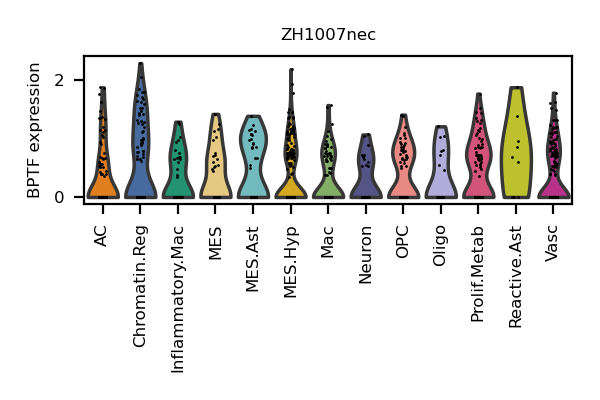 ZH1007nec
BPTF expression
2
0
AC
Chromatin.Reg
Inflammatory.Mac
MES
MES.Ast
MES.Hyp
Mac
Neuron
OPC
Oligo
Prolif.Metab
Reactive.Ast
Vasc